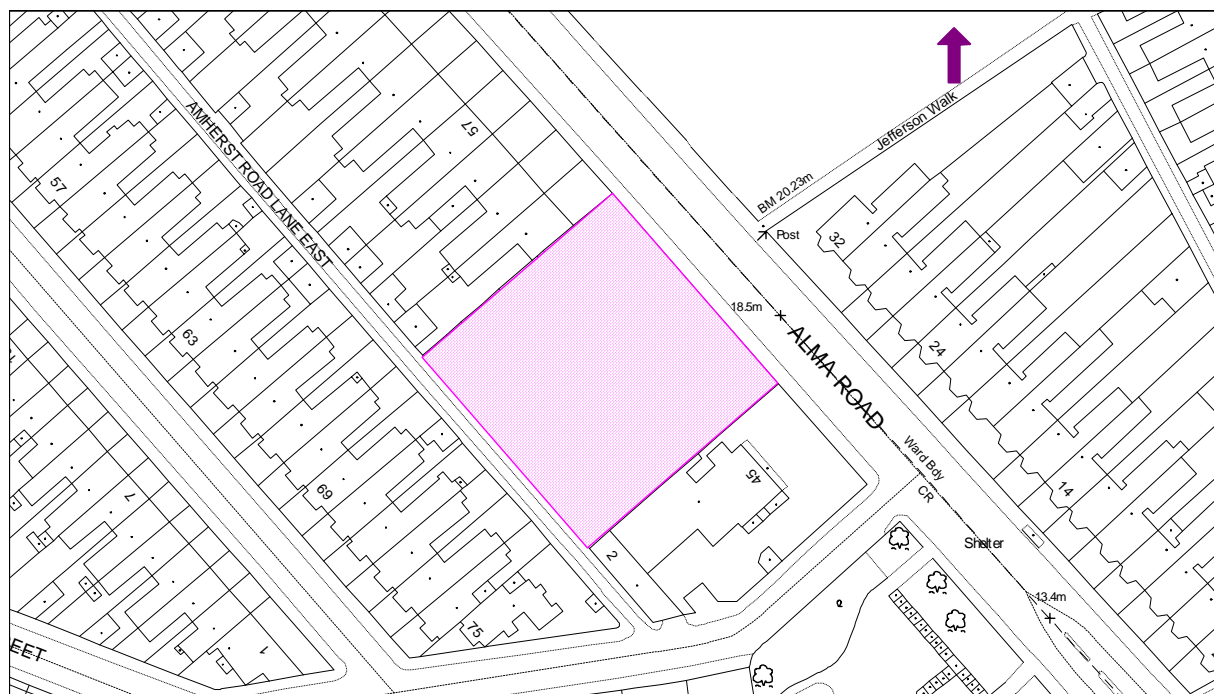 AMHERST ROAD LANE EAST
57
57
63
69
75
7
1
EET
2
45
BM 20.23m
Jefferson Walk
Post
32
18.5m
ALMA ROAD
24
Ward Bdy
CR
14
Shelter
13.4m